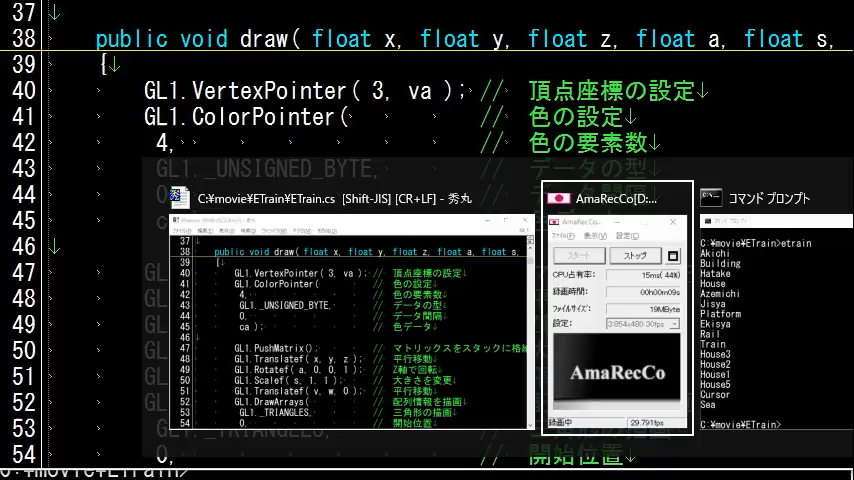 37↓
38 public void draw( float x, float y, float z, float a, float s,
39 {↓
40 GL1.VertexPointer( 3, va ); // 頂点座標の設定↓
41 GL1.ColorPointer( // 色の設定↓
42 4, // 色の要素数↓
43 GL1._UNSIGNED_BYTE, // データの型↓
44
45
46 ↓
47
48
49
50
51
52
53
54 0, // 開始位置↓
C:¥movie¥ETrain>
C:¥movie¥ETrain¥ETrain.cs [Shift-JIS] [CR+LF] - 秀丸
37↓
38 public void draw( float x, float y, float z, float a, float s,
39 {↓
40 GL1.VertexPointer( 3, va ); // 頂点座標の設定↓
41 GL1.ColorPointer( // 色の設定↓
42 4, // 色の要素数↓
43 GL1._UNSIGNED_BYTE, // データの型↓
44 0, // データ間隔↓
45 ca ); // 色データ↓
46 ↓
47 GL1.PushMatrix(); // マトリックスをスタックに格納
48 GL1.Translatef( x, y, z ); // 平行移動↓
49 GL1.Rotatef( a, 0, 0, 1 ); // Z軸で回転↓
50 GL1.Scalef( s, 1, 1 ); // 大きさを変更↓
51 GL1.Translatef( v, w, 0 ); // 平行移動↓
52 GL1.DrawArrays( // 配列情報を描画↓
53 GL1._TRIANGLES, // 三角形の描画↓
54 0, // 開始位置↓
AmaRecCo[D:...
AmaRecCo[D:...
ファイル(F) 表示(V) 設定(C)
スタート ストップ
CPU占有率: 15ms( 44%)
録画時間: 00h00m09s
ファイルサイズ: 19MByte
設定: 3:854x480 30fps
AmaRecCo
録画中 29.791fps
コマンド プロンプト
コマンド プロンプト
C:¥movie¥ETrain>etrain
Akichi
Building
Hatake
House
Azemichi
Jisya
Platform
Ekisya
Rail
Train
House3
House2
House1
House5
Cursor
Sea
C:¥movie¥ETrain>